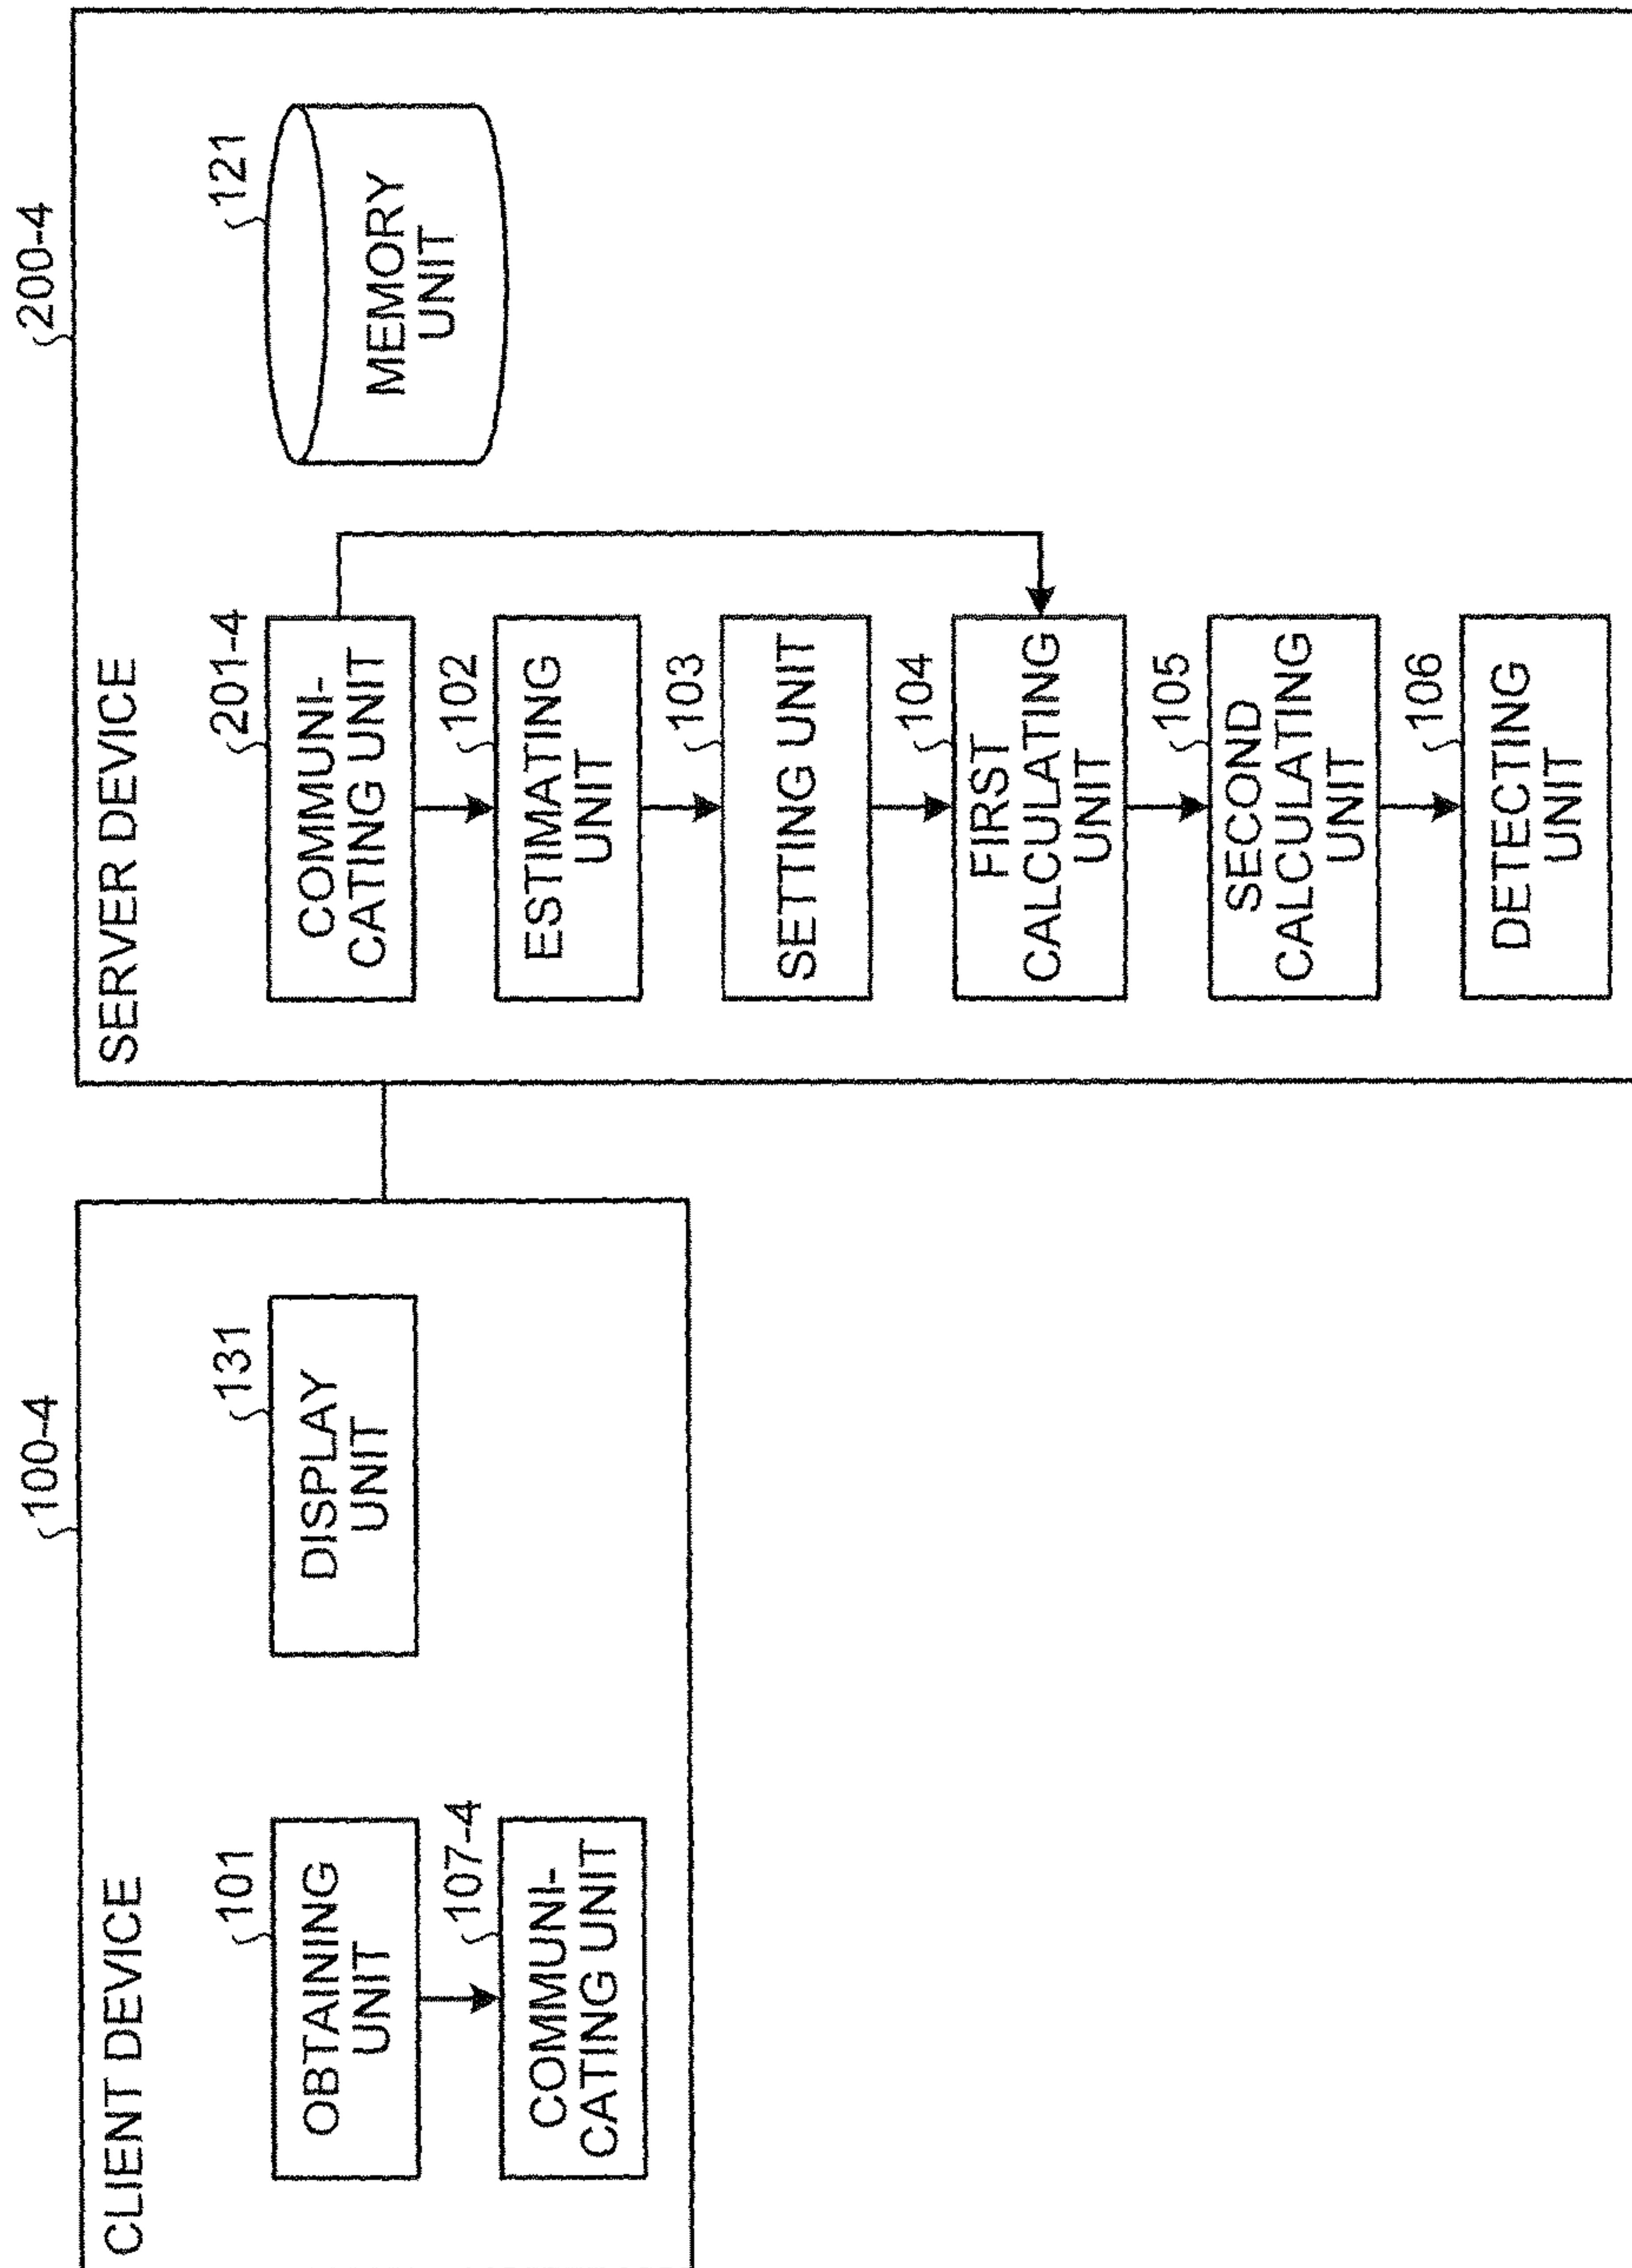 100-4
CLIENT DEVICE
101
OBTAINING
UNIT
131
DISPLAY
UNIT
107-4
COMMUNI-
CATING UNIT
200-4
SERVER DEVICE
201-4
COMMUNI-
CATING UNIT
121
MEMORY
UNIT
102
ESTIMATING
UNIT
103
SETTING UNIT
104
FIRST
CALCULATING
UNIT
105
SECOND
CALCULATING
UNIT
106
DETECTING
UNIT